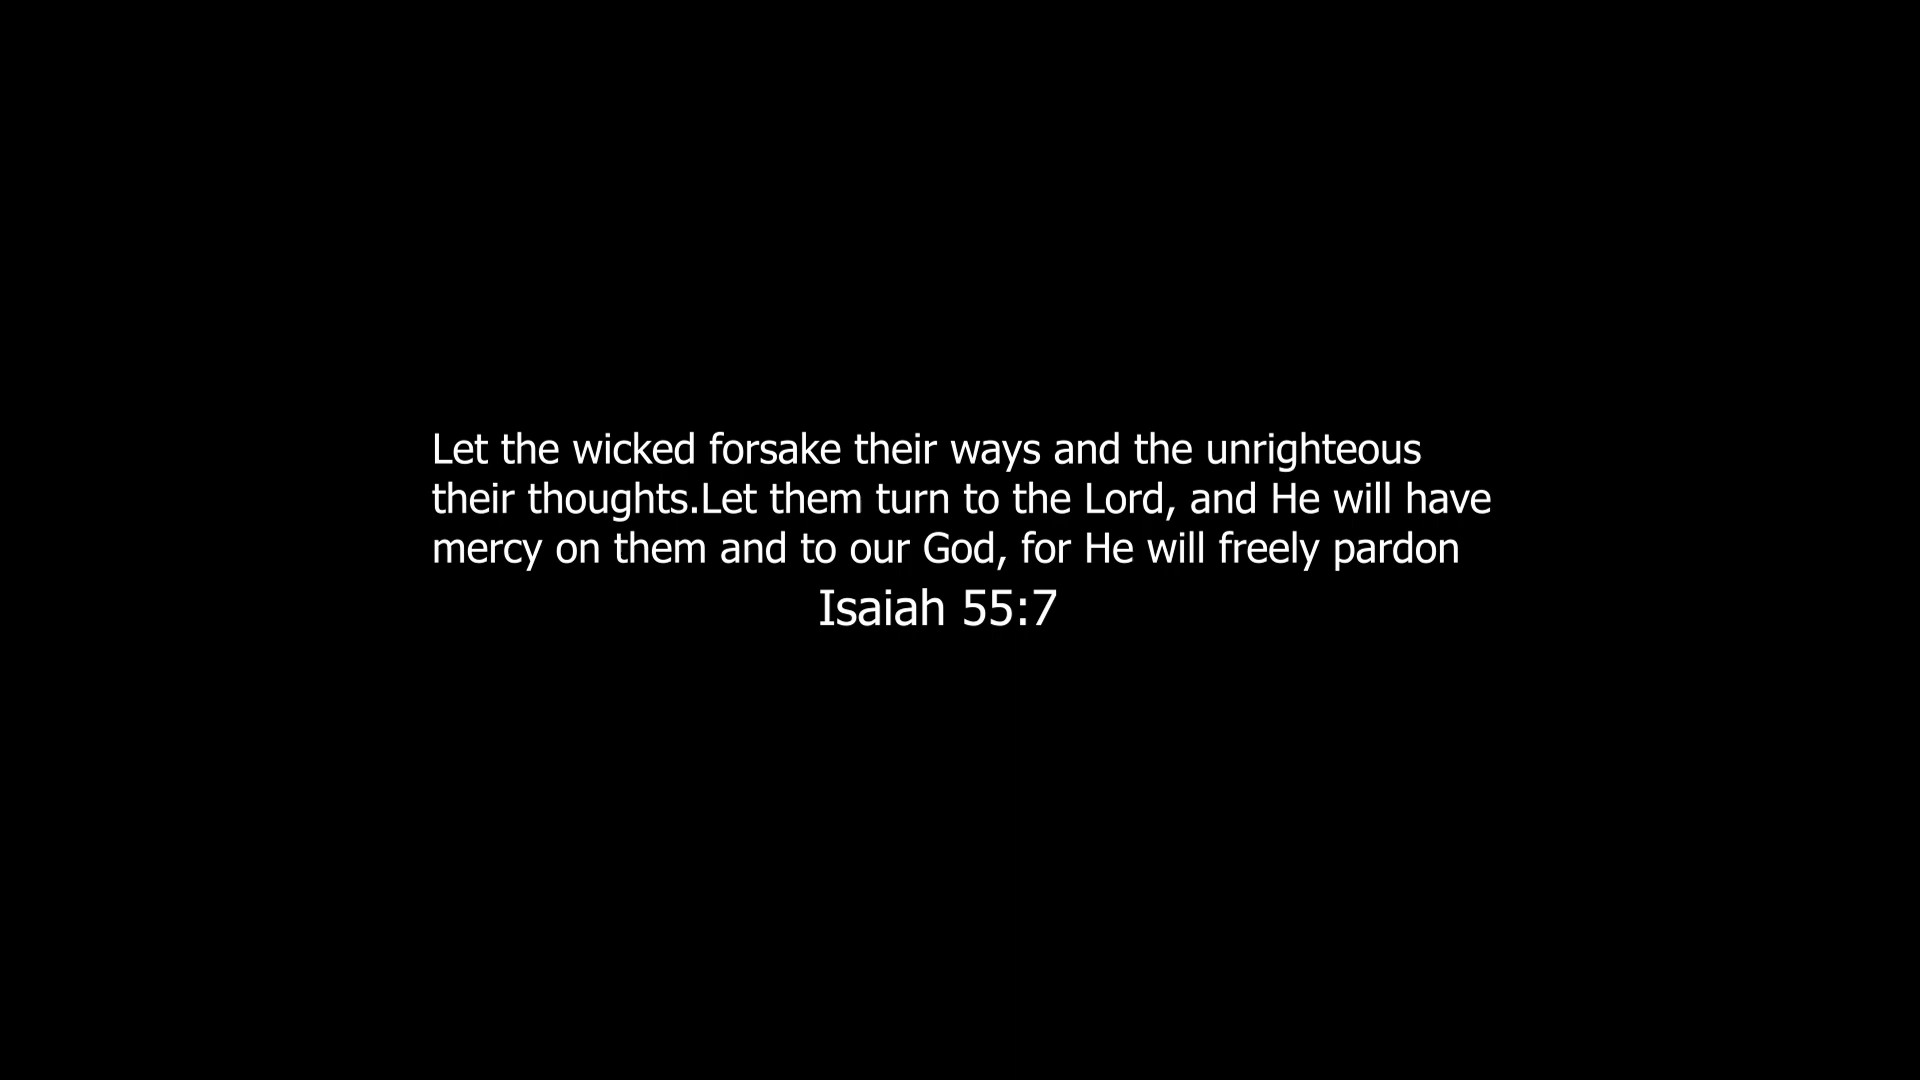 Let the wicked forsake their ways and the unrighteous
their thoughts.Let them turn to the Lord, and He will have
mercy on them and to our God, for He will freely pardon
Isaiah 55:7